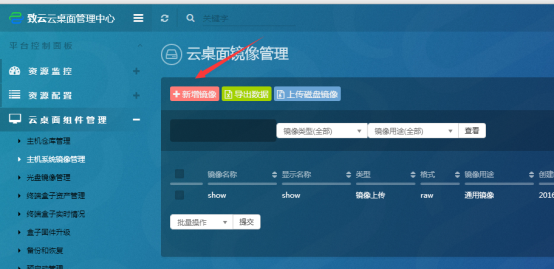 致云云桌面管理中心
关键字
平台控制面板
资源监控
资源配置
云桌面组件管理
主机仓库管理
主机系统镜像管理
光盘镜像管理
终端盒子资产管理
终端盒子实时情况
盒子固件升级
备份和恢复
云桌面镜像管理
+ 新增镜像 导出数据 上传磁盘镜像
镜像类型(全部) 镜像用途(全部) 查看
镜像名称 显示名称 类型 模式 镜像用途 创建
show show 镜像上传 raw 通用镜像 2016
批量操作 提交